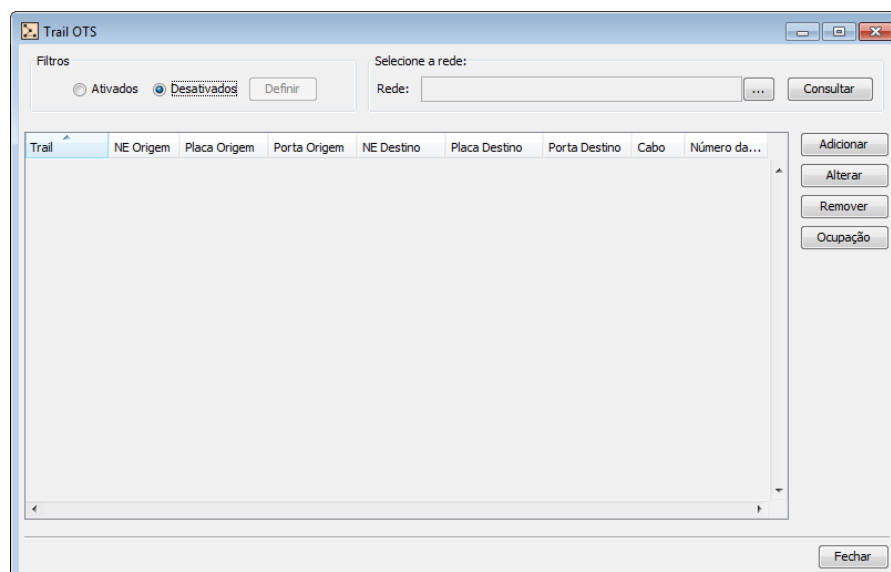 Trail OTS
Filtros
Ativados Desativados Definir
Selecione a rede:
Rede: ... Consultar
Trail NE Origem Placa Origem Porta Origem NE Destino Placa Destino Porta Destino Cabo Número da...
Adicionar
Alterar
Remover
Ocupação
Fechar